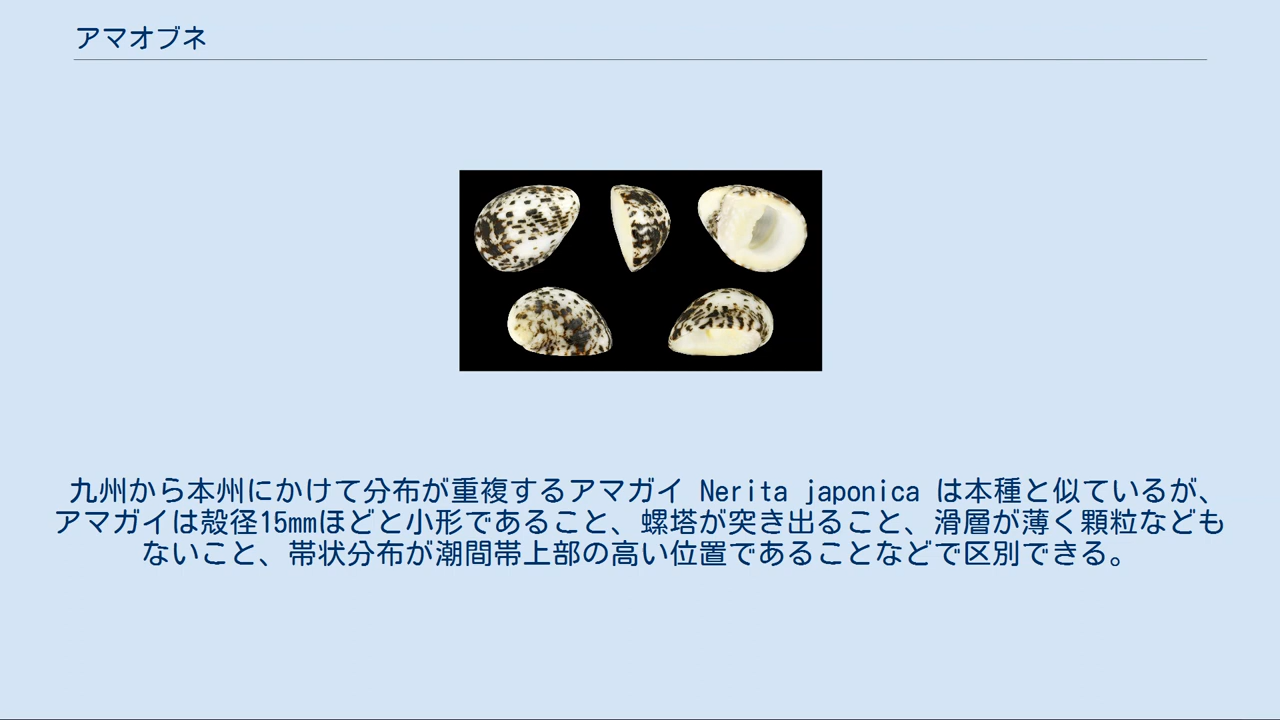 アマオブネ
九州から本州にかけて分布が重複するアマガイ Nerita japonica は本種と似ているが、
アマガイは殻径15mmほどと小形であること、螺塔が突き出ること、滑層が薄く顆粒なども
ないこと、帯状分布が潮間帯上部の高い位置であることなどで区別できる。